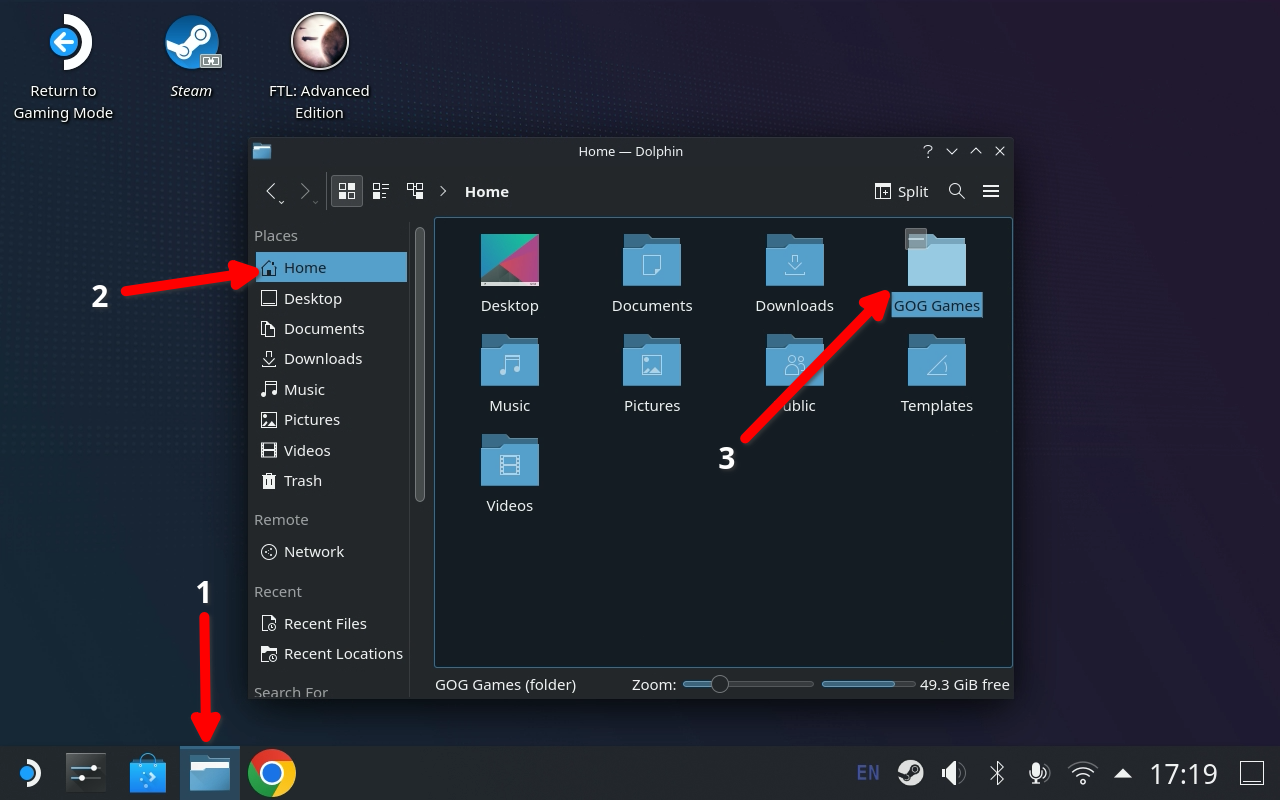 Return to
Gaming Mode
Steam
FTL: Advanced
Edition
Home — Dolphin
Home
Split
Places
Home
Desktop
Documents
Downloads
Music
Pictures
Videos
Trash
Remote
Network
Recent
Recent Files
Recent Locations
Search For
Desktop
Documents
Downloads
GOG Games
Music
Pictures
ublic
Templates
Videos
2
3
1
GOG Games (folder)
Zoom:
49.3 GiB free
EN
17:19